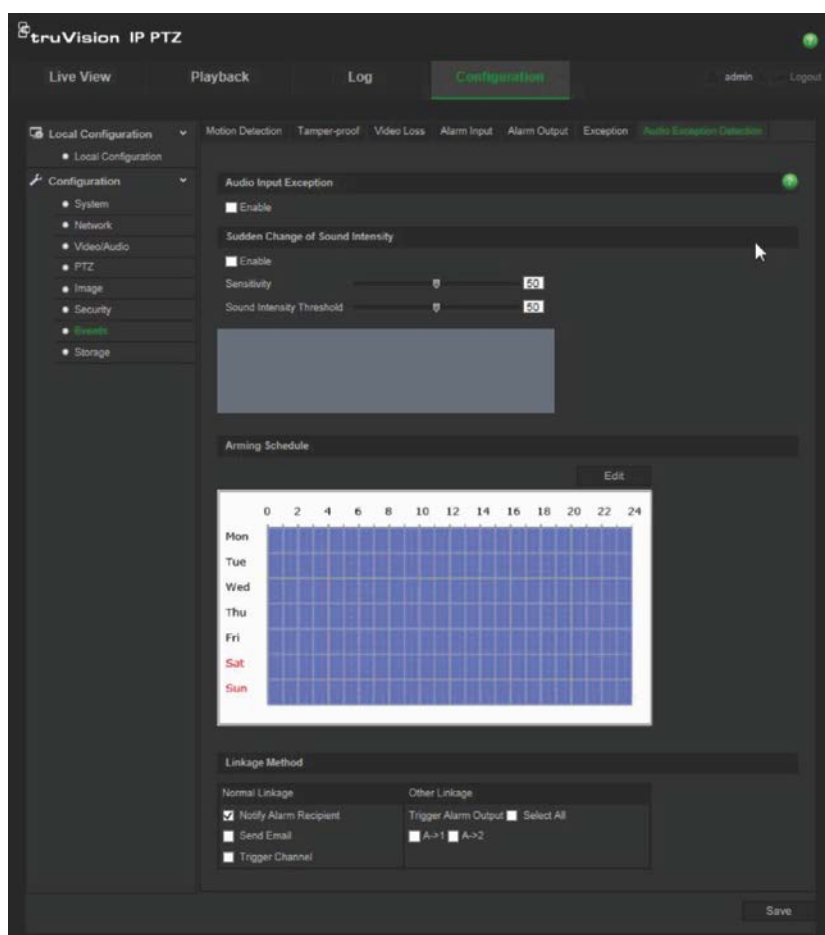 truVision IP PTZ
Live View Playback Log Configuration admin Logout
Local Configuration
Local Configuration
Configuration
System
Network
Video/Audio
PTZ
Image
Security
Events
Storage
Motion Detection Tamper-proof Video Loss Alarm Input Alarm Output Exception Audio Exception Detection
Audio Input Exception
Enable
Sudden Change of Sound Intensity
Enable
Sensitivity 50
Sound Intensity Threshold 50
Arming Schedule
Edit
0 2 4 6 8 10 12 14 16 18 20 22 24
Mon
Tue
Wed
Thu
Fri
Sat
Sun
Linkage Method
Normal Linkage Other Linkage
Notify Alarm Recipient Trigger Alarm Output Select All
Send Email A->1 A->2
Trigger Channel
Save